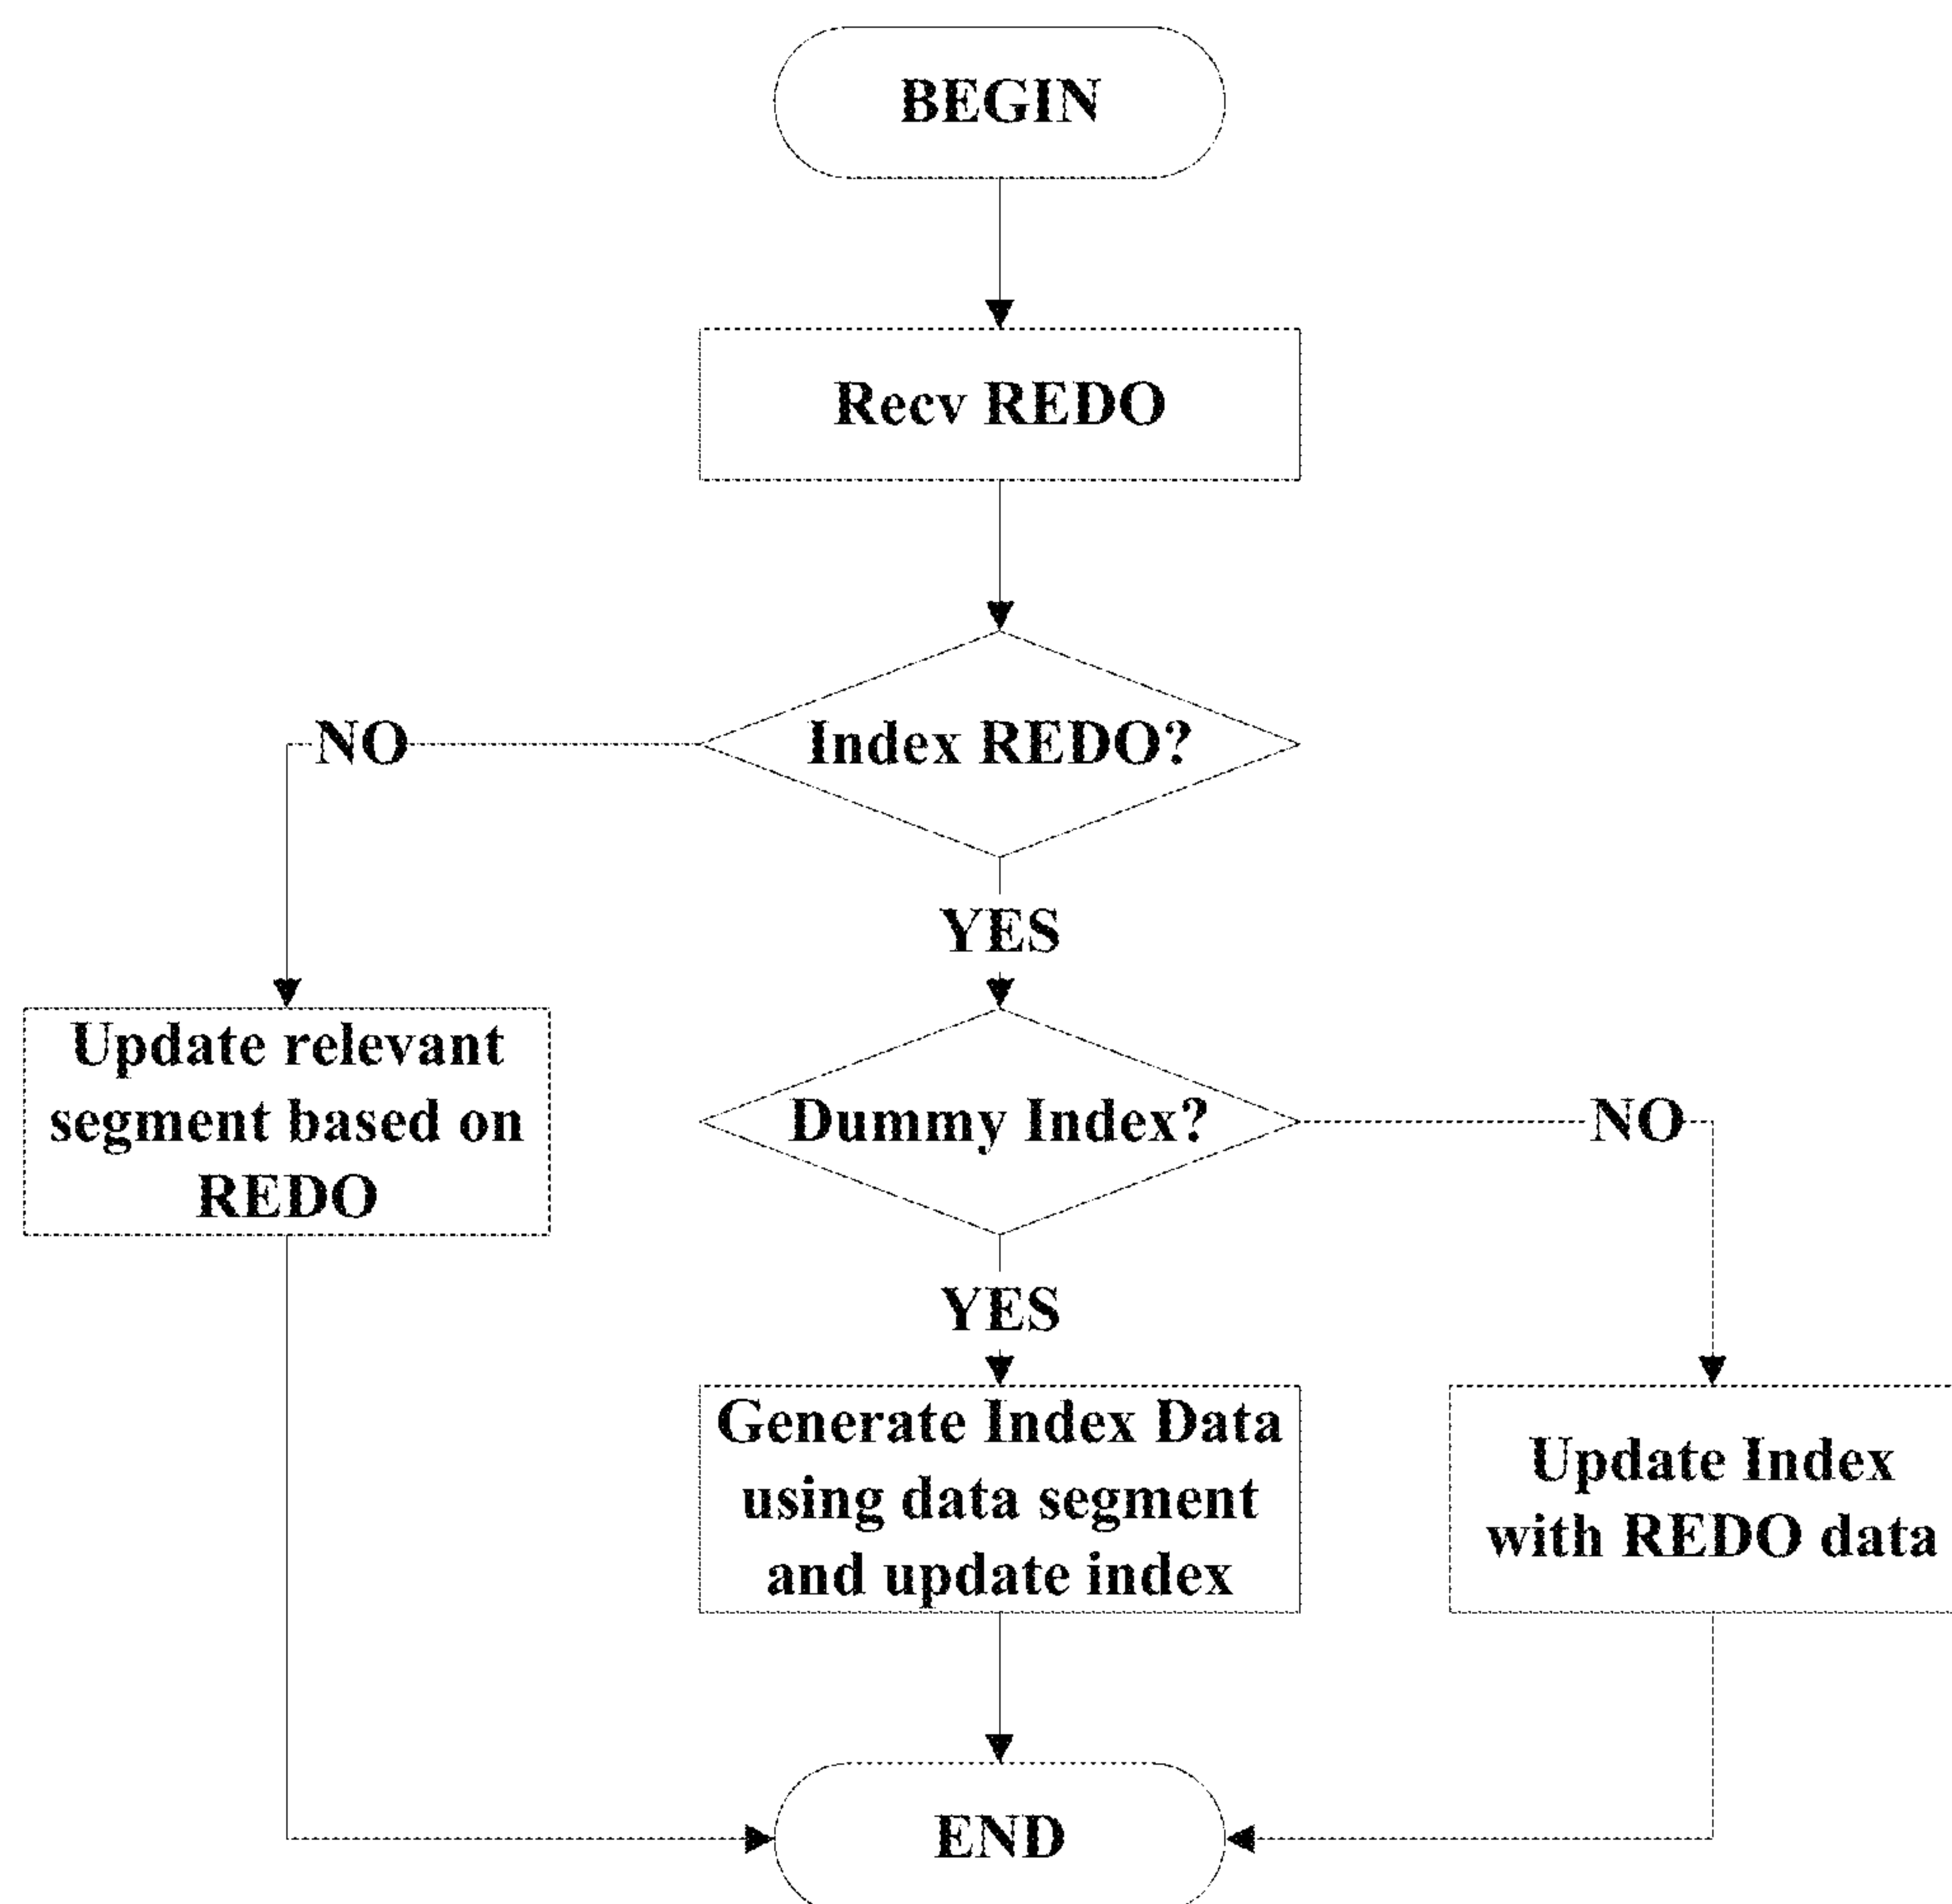 BEGIN
Recv REDO
Index REDO?
NO
YES
Update relevant
segment based on
REDO
Dummy Index?
NO
YES
Generate Index Data
using data segment
and update index
Update Index
with REDO data
END